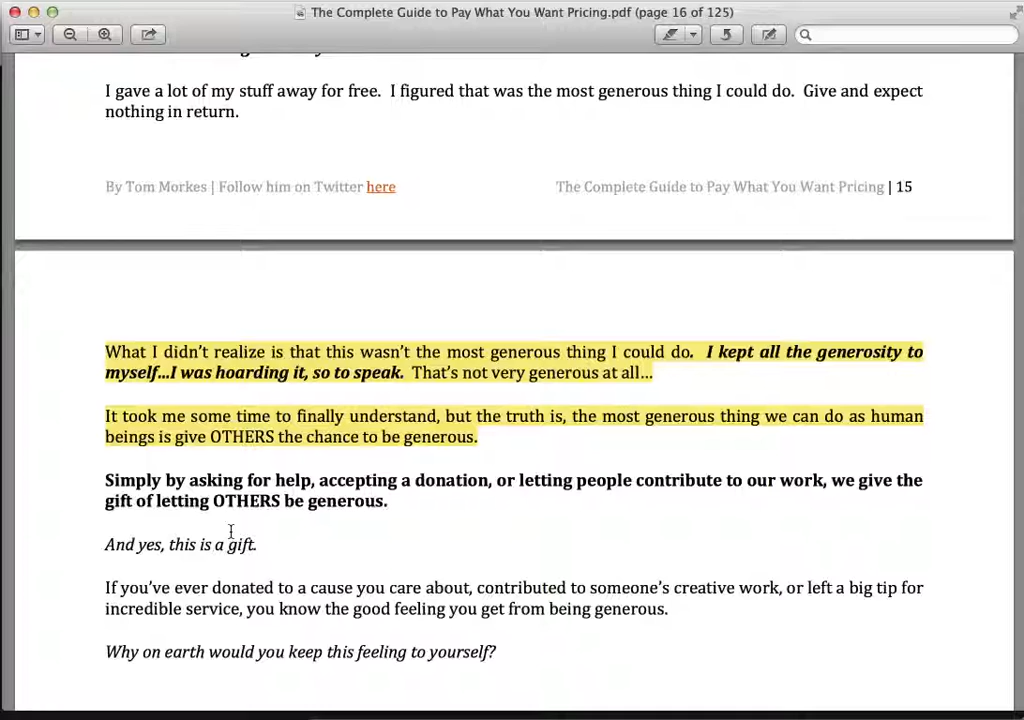 The Complete Guide to Pay What You Want Pricing.pdf (page 16 of 125)
I gave a lot of my stuff away for free. I figured that was the most generous thing I could do. Give and expect
nothing in return.
By Tom Morkes | Follow him on Twitter here
The Complete Guide to Pay What You Want Pricing | 15
What I didn't realize is that this wasn't the most generous thing I could do. I kept all the generosity to
myself...I was hoarding it, so to speak. That's not very generous at all...
It took me some time to finally understand, but the truth is, the most generous thing we can do as human
beings is give OTHERS the chance to be generous.
Simply by asking for help, accepting a donation, or letting people contribute to our work, we give the
gift of letting OTHERS be generous.
And yes, this is a gift.
If you've ever donated to a cause you care about, contributed to someone's creative work, or left a big tip for
incredible service, you know the good feeling you get from being generous.
Why on earth would you keep this feeling to yourself?